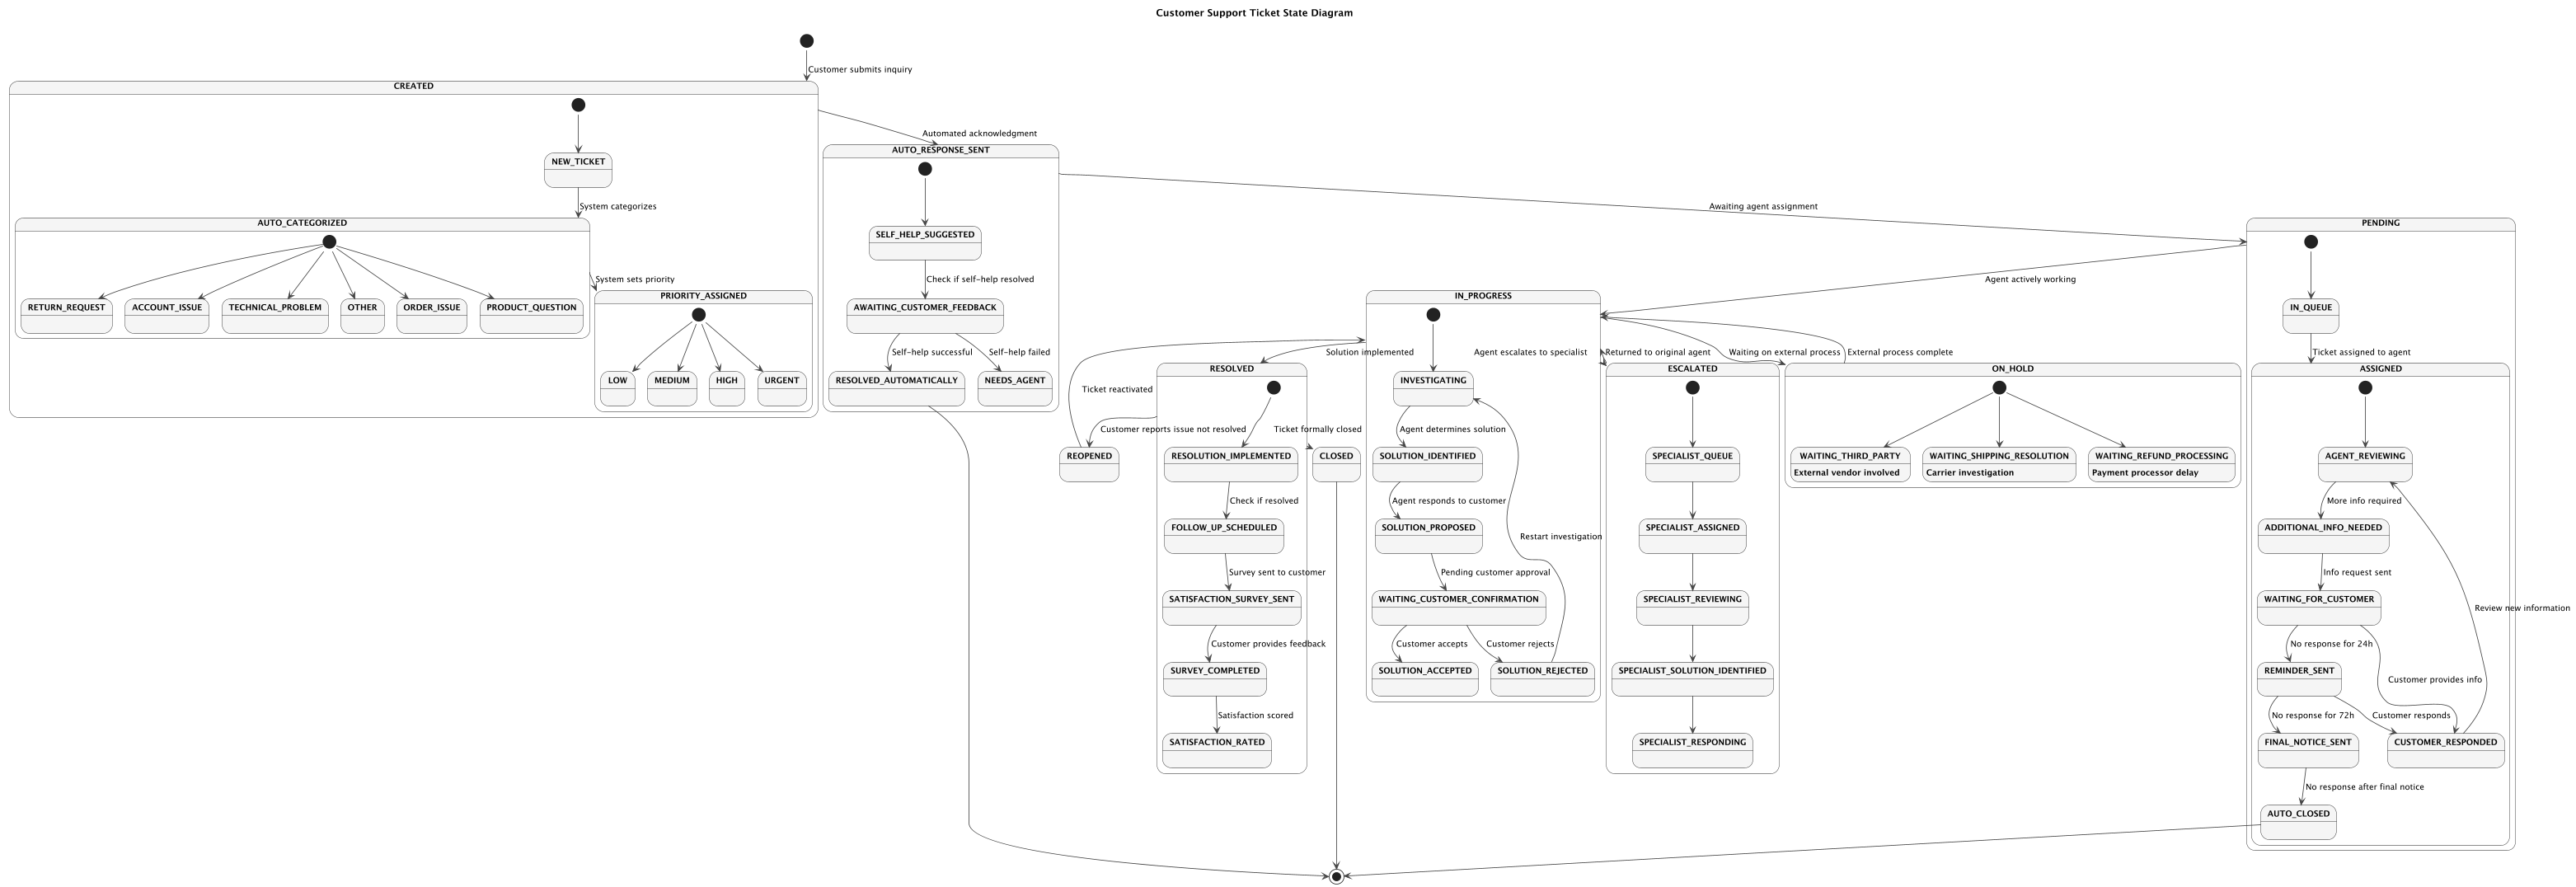 Customer Support Ticket State Diagram
Customer submits inquiry
CREATED
NEW_TICKET
System categorizes
AUTO_CATEGORIZED
RETURN_REQUEST
ACCOUNT_ISSUE
TECHNICAL_PROBLEM
OTHER
ORDER_ISSUE
PRODUCT_QUESTION
System sets priority
PRIORITY_ASSIGNED
LOW
MEDIUM
HIGH
URGENT
Automated acknowledgment
AUTO_RESPONSE_SENT
SELF_HELP_SUGGESTED
Check if self-help resolved
AWAITING_CUSTOMER_FEEDBACK
Self-help successful
Self-help failed
RESOLVED_AUTOMATICALLY
NEEDS_AGENT
Awaiting agent assignment
Agent actively working
Ticket reactivated
REOPENED
Customer reports issue not resolved
Solution implemented
RESOLVED
RESOLUTION_IMPLEMENTED
Check if resolved
FOLLOW_UP_SCHEDULED
Survey sent to customer
SATISFACTION_SURVEY_SENT
Customer provides feedback
SURVEY_COMPLETED
Satisfaction scored
SATISFACTION_RATED
Ticket formally closed
CLOSED
IN_PROGRESS
Agent escalates to specialist
INVESTIGATING
Agent determines solution
SOLUTION_IDENTIFIED
Agent responds to customer
SOLUTION_PROPOSED
Restart investigation
Pending customer approval
WAITING_CUSTOMER_CONFIRMATION
Customer accepts
Customer rejects
SOLUTION_ACCEPTED
SOLUTION_REJECTED
Returned to original agent
Waiting on external process
External process complete
ESCALATED
SPECIALIST_QUEUE
SPECIALIST_ASSIGNED
SPECIALIST_REVIEWING
SPECIALIST_SOLUTION_IDENTIFIED
SPECIALIST_RESPONDING
ON_HOLD
WAITING_THIRD_PARTY
External vendor involved
WAITING_SHIPPING_RESOLUTION
Carrier investigation
WAITING_REFUND_PROCESSING
Payment processor delay
PENDING
IN_QUEUE
Ticket assigned to agent
ASSIGNED
AGENT_REVIEWING
More info required
ADDITIONAL_INFO_NEEDED
Info request sent
WAITING_FOR_CUSTOMER
Review new information
No response for 24h
REMINDER_SENT
Customer provides info
No response for 72h
Customer responds
FINAL_NOTICE_SENT
CUSTOMER_RESPONDED
No response after final notice
AUTO_CLOSED